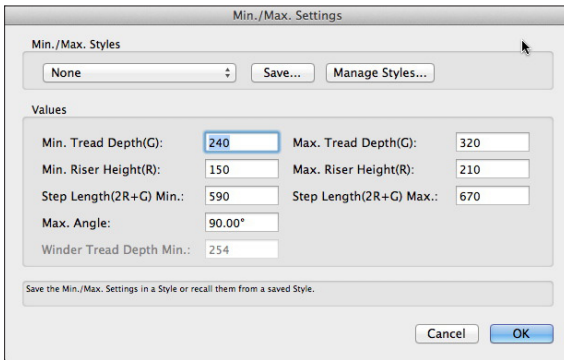 Min./Max. Settings
Min./Max. Styles
None Save... Manage Styles...
Values
Min. Tread Depth(G): 240 Max. Tread Depth(G): 320
Min. Riser Height(R): 150 Max. Riser Height(R): 210
Step Length(2R+G) Min.: 590 Step Length(2R+G) Max.: 670
Max. Angle: 90.00°
Winder Tread Depth Min.: 254
Save the Min./Max. Settings in a Style or recall them from a saved Style.
Cancel OK